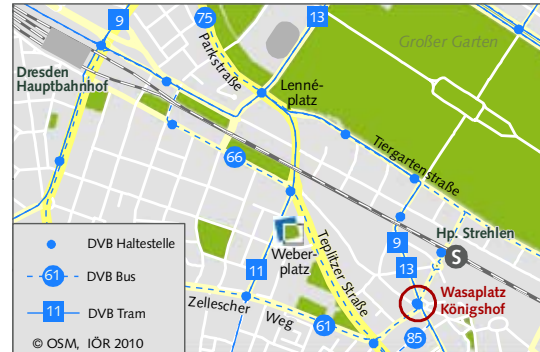 9
75
13
Parkstraße
Großer Garten
Dresden
Hauptbahnhof
Lenné-
platz
66
Tiergartenstraße
Weber-
platz
Teplitzer Straße
9
13
Hp. Strehlen
S
11
Wasaplatz
Königshof
Zellescher Weg
61
85
DVB Haltestelle
61 DVB Bus
11 DVB Tram
© OSM, IÖR 2010